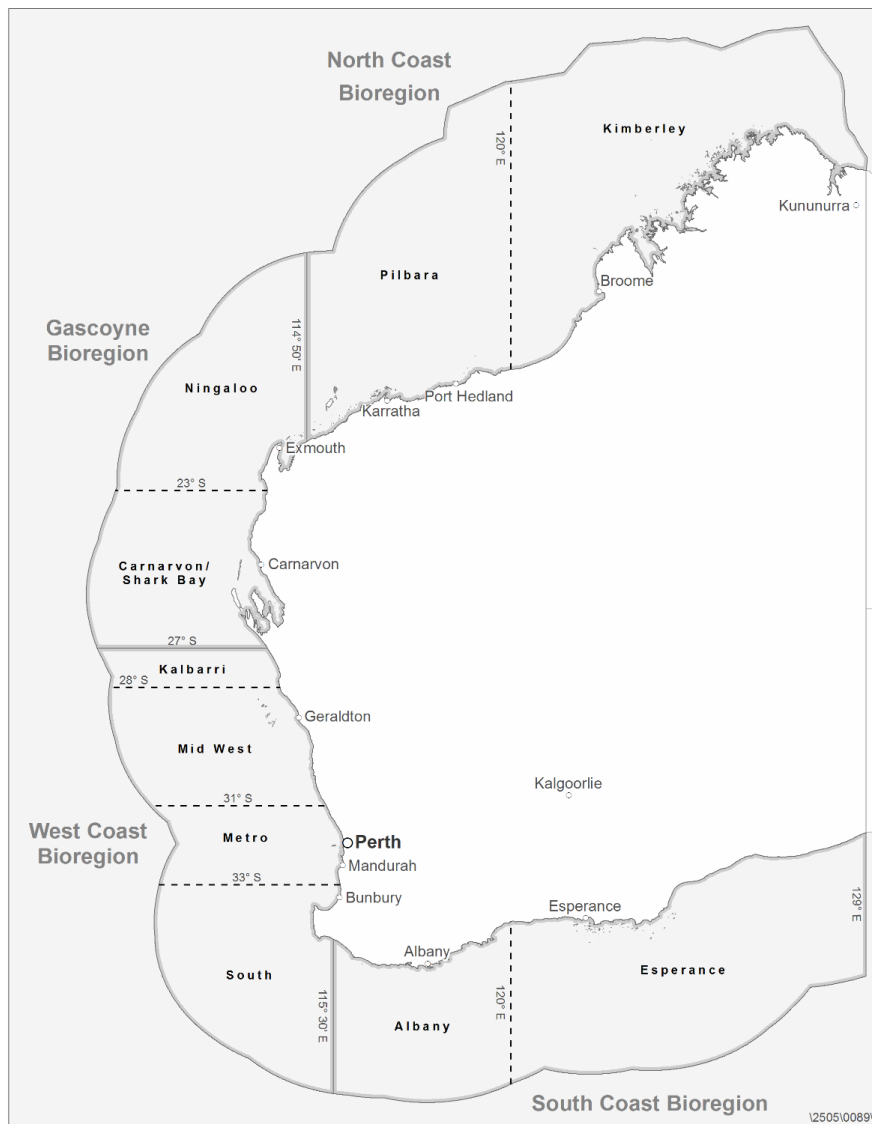 North Coast
Bioregion
Kimberley
120° E
Kununurra
Pilbara
Broome
114° 50' E
Gascoyne
Bioregion
Ningaloo
Port Hedland
Karratha
Exmouth
23° S
Carnarvon/
Shark Bay
Carnarvon
27° S
Kalbarri
28° S
Geraldton
Mid West
Kalgoorlie
31° S
West Coast
Bioregion
Metro
Perth
Mandurah
33° S
Bunbury
Esperance
129° E
Albany
South
Esperance
115° 30' E
120° E
Albany
South Coast Bioregion
\2505\0089\